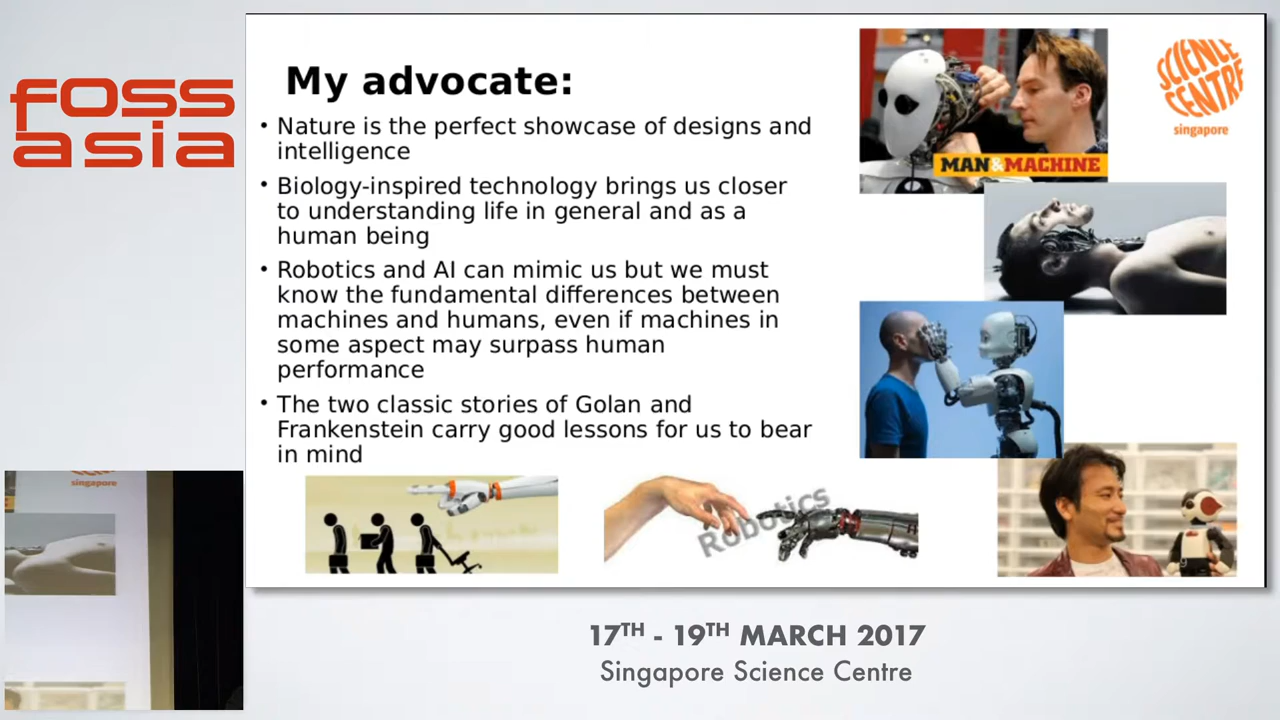 foss
asia
My advocate:
• Nature is the perfect showcase of designs and
intelligence
• Biology-inspired technology brings us closer
to understanding life in general and as a
human being
• Robotics and AI can mimic us but we must
know the fundamental differences between
machines and humans, even if machines in
some aspect may surpass human
performance
• The two classic stories of Golan and
Frankenstein carry good lessons for us to bear
in mind
MAN&MACHINE
SCIENCE
CENTRE
singapore
Robotics
singapore
17TH - 19TH MARCH 2017
Singapore Science Centre